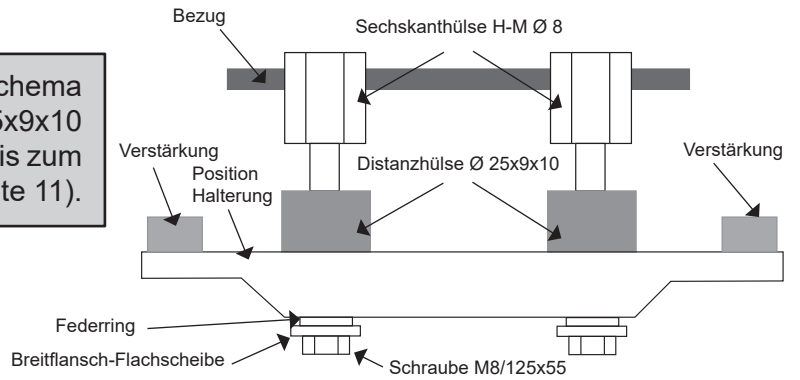 Bezug
Sechskanthülse H-M Ø 8
chema
5x9x10
is zum
te 11).
Verstärkung
Position
Halterung
Distanzhülse Ø 25x9x10
Verstärkung
Federring
Breitflansch-Flachscheibe
Schraube M8/125x55